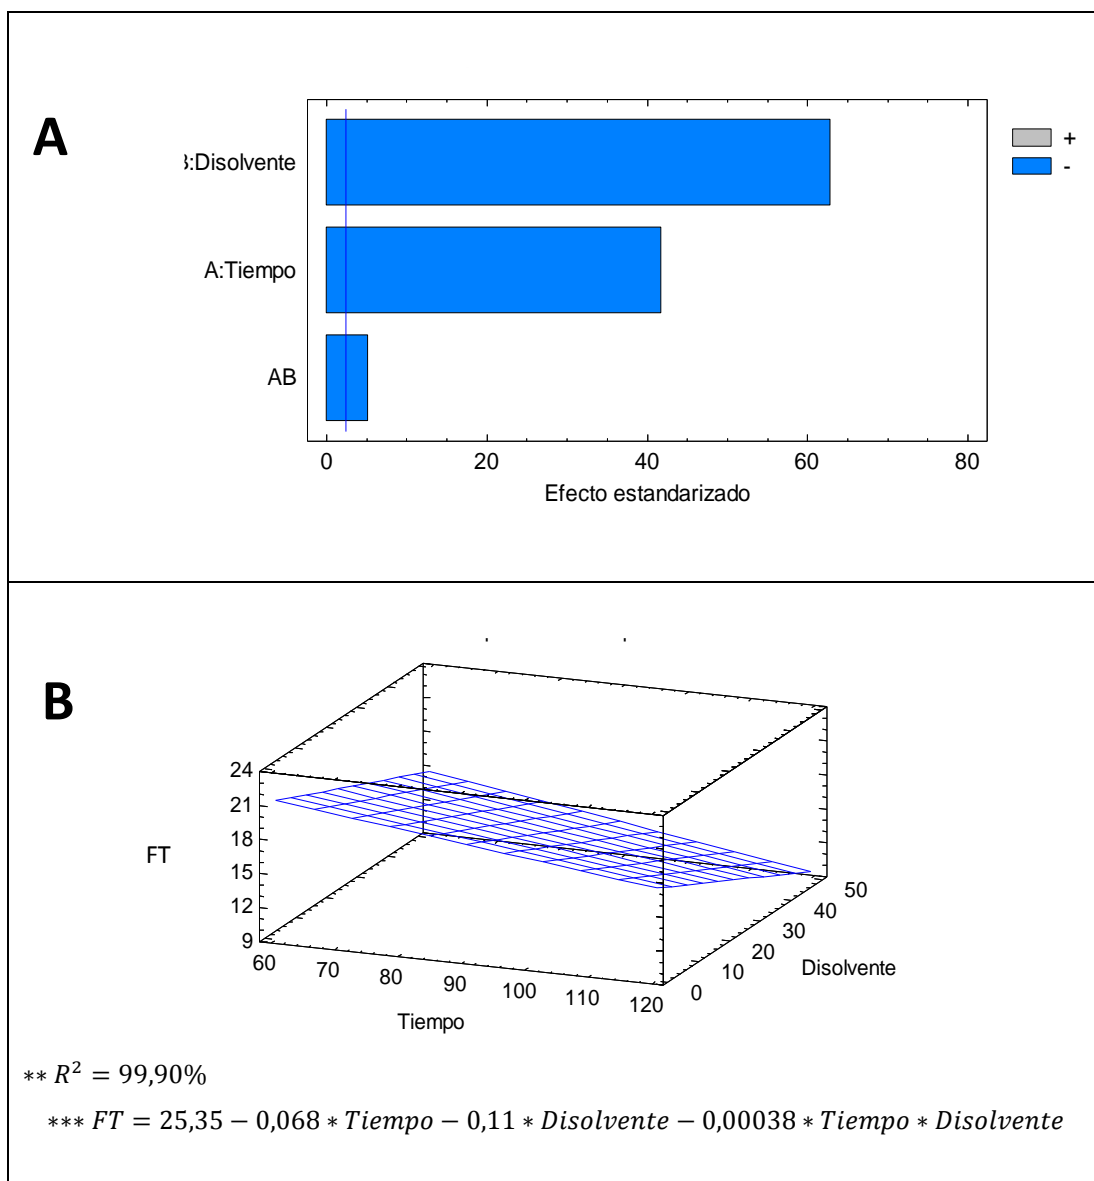 A
:Disolvente
A:Tiempo
AB
+
-
0 20 40 60 80
Efecto estandarizado
B
24
21
18
15
12
9
FT
60 70 80 90 100 110 120
Tiempo
0 10 20 30 40 50
Disolvente
** R² = 99,90%
*** FT = 25,35 − 0,068 * Tiempo − 0,11 * Disolvente − 0,00038 * Tiempo * Disolvente